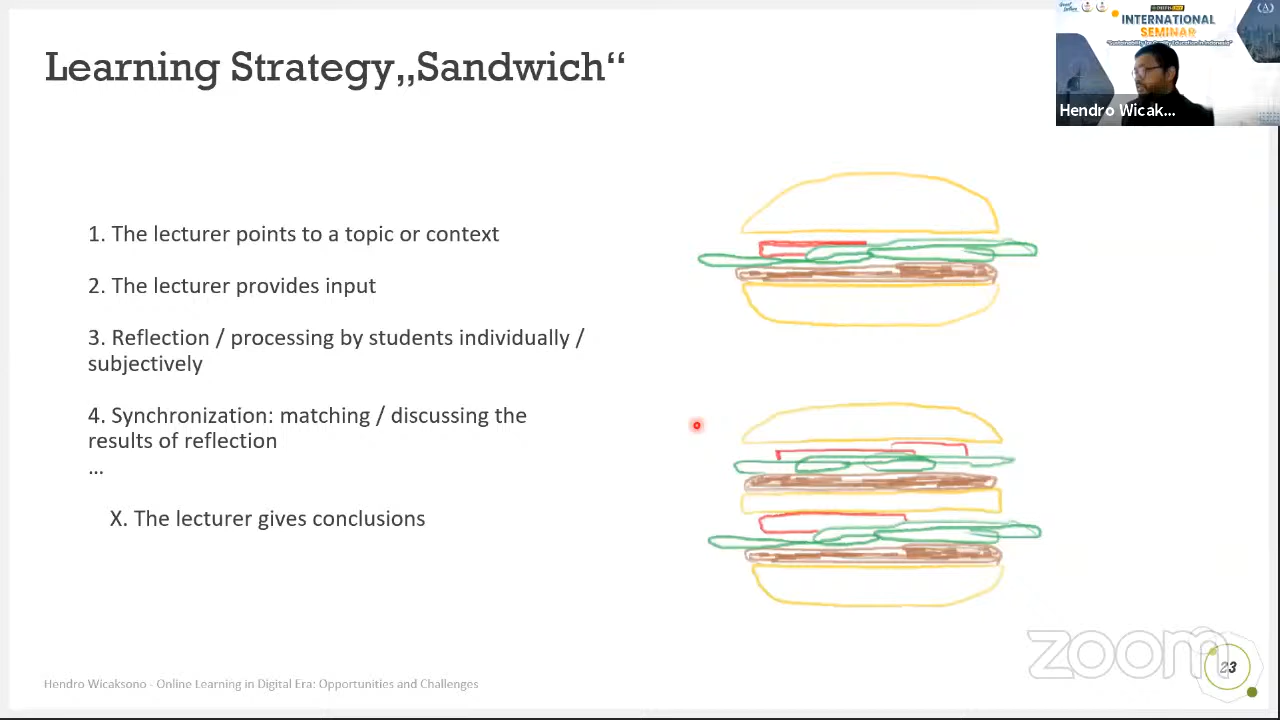 Learning Strategy„Sandwich“
INTERNATIONAL
SEMINAR
Hendro Wicak...
1. The lecturer points to a topic or context
2. The lecturer provides input
3. Reflection / processing by students individually /
subjectively
4. Synchronization: matching / discussing the
results of reflection
...
X. The lecturer gives conclusions
Hendro Wicaksono - Online Learning in Digital Era: Opportunities and Challenges
zoom
23